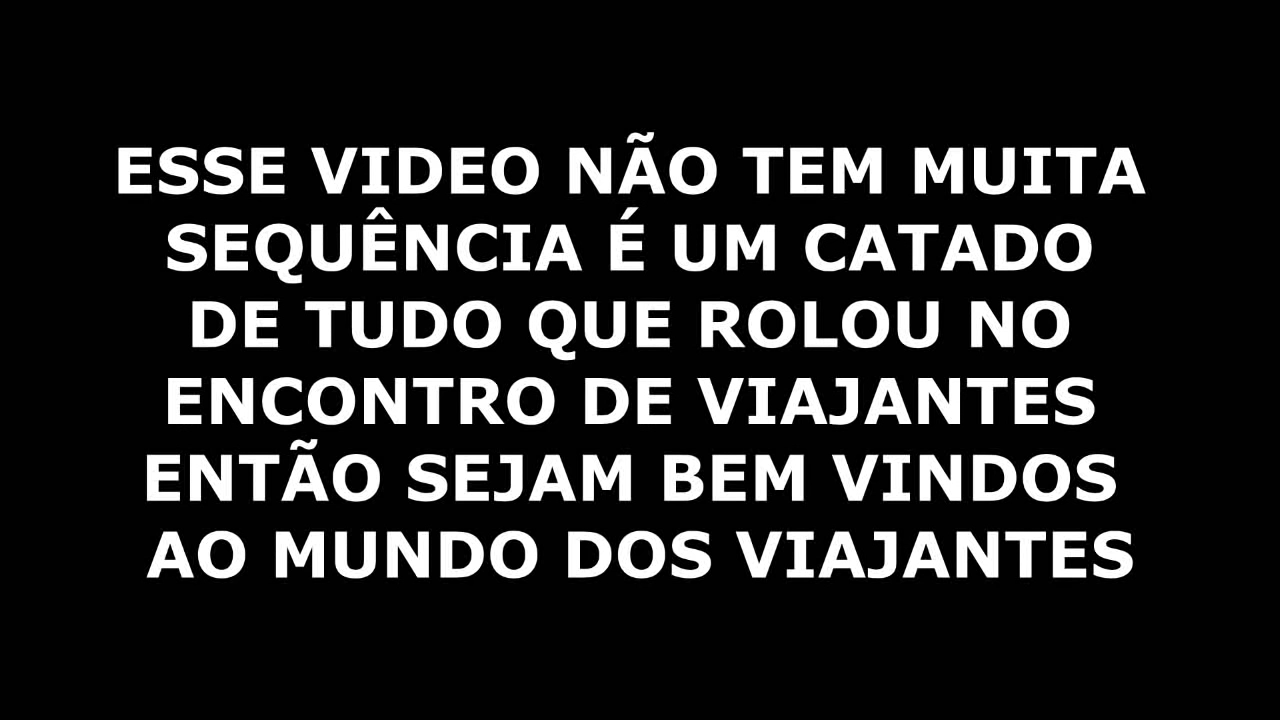 ESSE VIDEO NÃO TEM MUITA
SEQUÊNCIA É UM CATADO
DE TUDO QUE ROLOU NO
ENCONTRO DE VIAJANTES
ENTÃO SEJAM BEM VINDOS
AO MUNDO DOS VIAJANTES